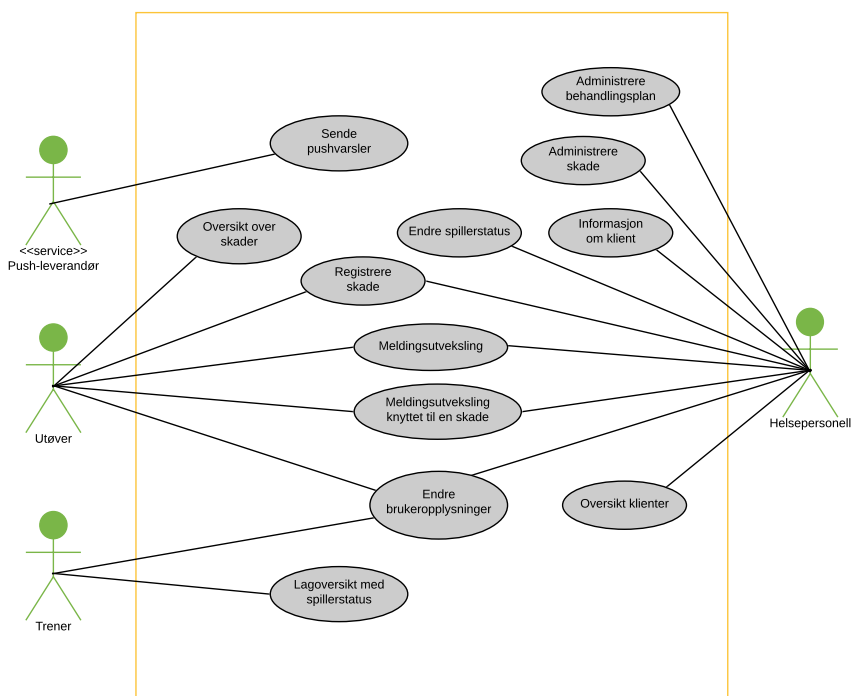 Administrere
behandlingsplan
Sende
pushvarsler
Administrere
skade
<<service>>
Push-leverandør
Oversikt over
skader
Endre spillerstatus
Informasjon
om klient
Registrere
skade
Meldingsutveksling
Meldingsutveksling
knyttet til en skade
Utøver
Helsepersonell
Endre
brukeropplysninger
Oversikt klienter
Lagoversikt med
spillerstatus
Trener